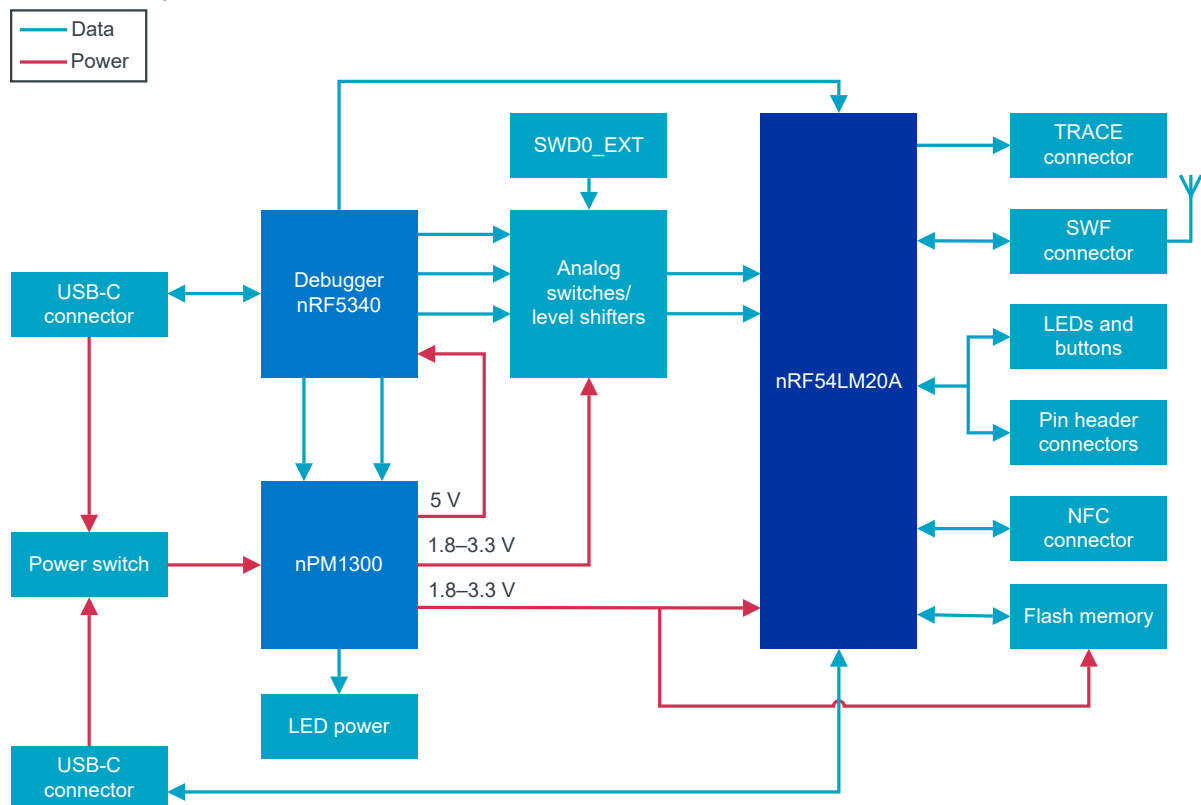 Data
Power
SWD0_EXT
TRACE
connector
SWF
connector
Debugger
nRF5340
Analog
switches/
level shifters
USB-C
connector
LEDs and
buttons
nRF54LM20A
Pin header
connectors
5 V
1.8–3.3 V
1.8–3.3 V
NFC
connector
Power switch
nPM1300
Flash memory
LED power
USB-C
connector